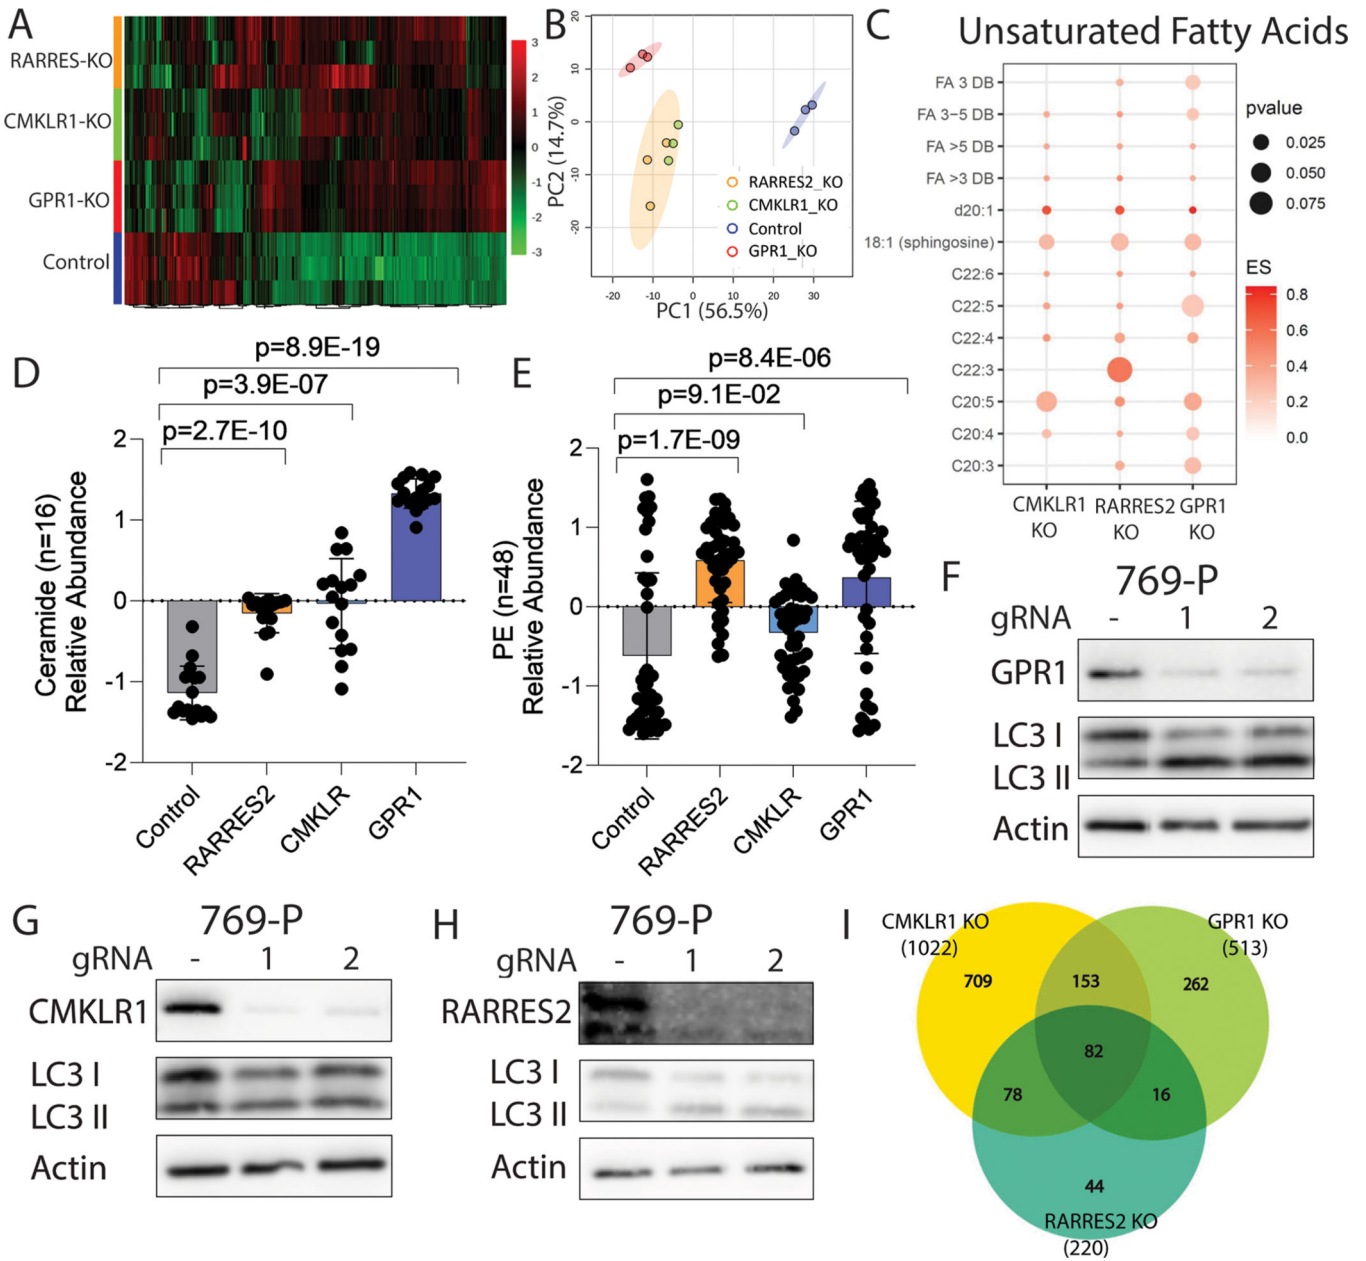 A
RARRES-KO
CMKLR1-KO
GPR1-KO
Control
3
2
1
0
-1
-2
-3
B
PC2 (14.7%)
20
10
0
-10
-20
RARRES2_KO
CMKLR1_KO
Control
GPR1_KO
-20 -10 0 10 20 30
PC1 (56.5%)
C
Unsaturated Fatty Acids
FA 3 DB
FA 3-5 DB
FA >5 DB
FA >3 DB
d20:1
18:1 (sphingosine)
C22:6
C22:5
C22:4
C22:3
C20:5
C20:4
C20:3
CMKLR1 KO
RARRES2 KO
GPR1 KO
pvalue
0.025
0.050
0.075
ES
0.8
0.6
0.4
0.2
0.0
D
p=8.9E-19
p=3.9E-07
p=2.7E-10
Ceramide (n=16)
Relative Abundance
2
1
0
-1
-2
Control
RARRES2
CMKLR
GPR1
E
p=8.4E-06
p=9.1E-02
p=1.7E-09
PE (n=48)
Relative Abundance
2
1
0
-1
-2
Control
RARRES2
CMKLR
GPR1
F
769-P
gRNA - 1 2
GPR1
LC3 I
LC3 II
Actin
G
769-P
gRNA - 1 2
CMKLR1
LC3 I
LC3 II
Actin
H
769-P
gRNA - 1 2
RARRES2
LC3 I
LC3 II
Actin
I
CMKLR1 KO
(1022)
GPR1 KO
(513)
709
153
262
82
78
16
44
RARRES2 KO
(220)